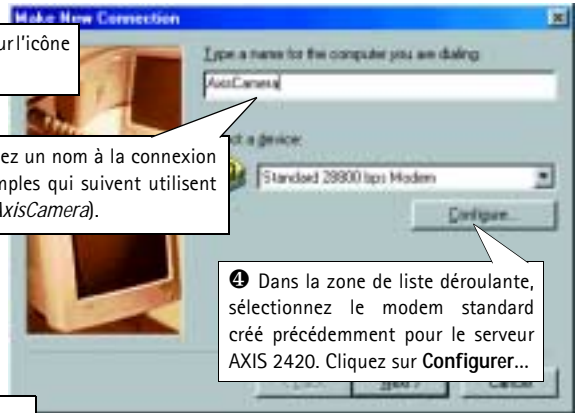 Make New Connection
ur l'icône
Type a name for the computer you are dialing:
AxisCamera
ez un nom à la connexion
mples qui suivent utilisent
AxisCamera).
t a device:
Standard 28800 bps Modem
Configure...
❹ Dans la zone de liste déroulante,
sélectionnez le modem standard
créé précédemment pour le serveur
AXIS 2420. Cliquez sur Configurer...
Cancel